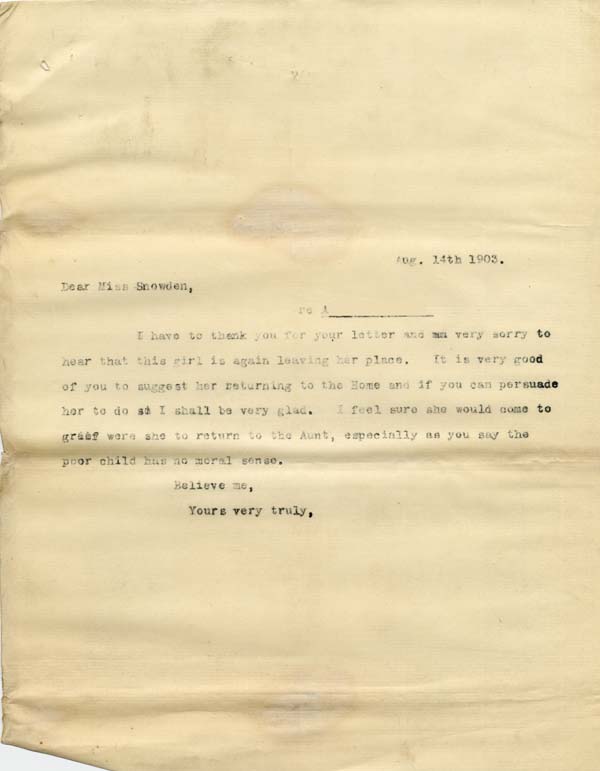 Aug. 14th 1903.
Dear Miss Snowden,
re A
I have to thank you for your letter and am very sorry to
hear that this girl is again leaving her place. It is very good
of you to suggest her returning to the Home and if you can persuade
her to do so I shall be very glad. I feel sure she would come to
grief were she to return to the Aunt, especially as you say the
poor child has no moral sense.
Believe me,
Yours very truly,